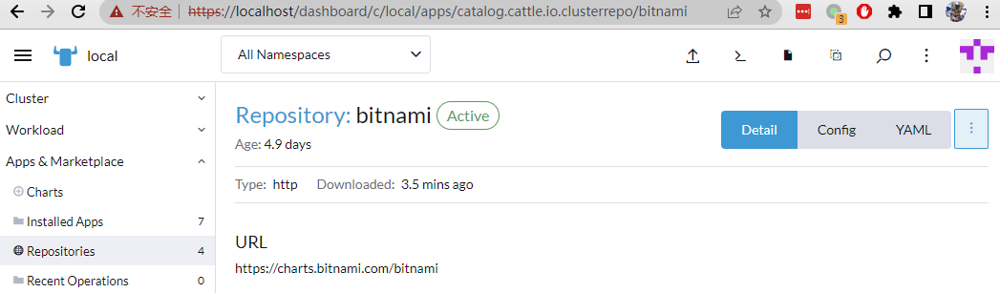 不安全 | https://localhost/dashboard/c/local/apps/catalog.cattle.io.clusterrepo/bitnami
3
local
All Namespaces
Cluster
Workload
Apps & Marketplace
Charts
Installed Apps 7
Repositories 4
Recent Operations 0
Repository: bitnami Active
Age: 4.9 days
Detail Config YAML
Type: http Downloaded: 3.5 mins ago
URL
https://charts.bitnami.com/bitnami